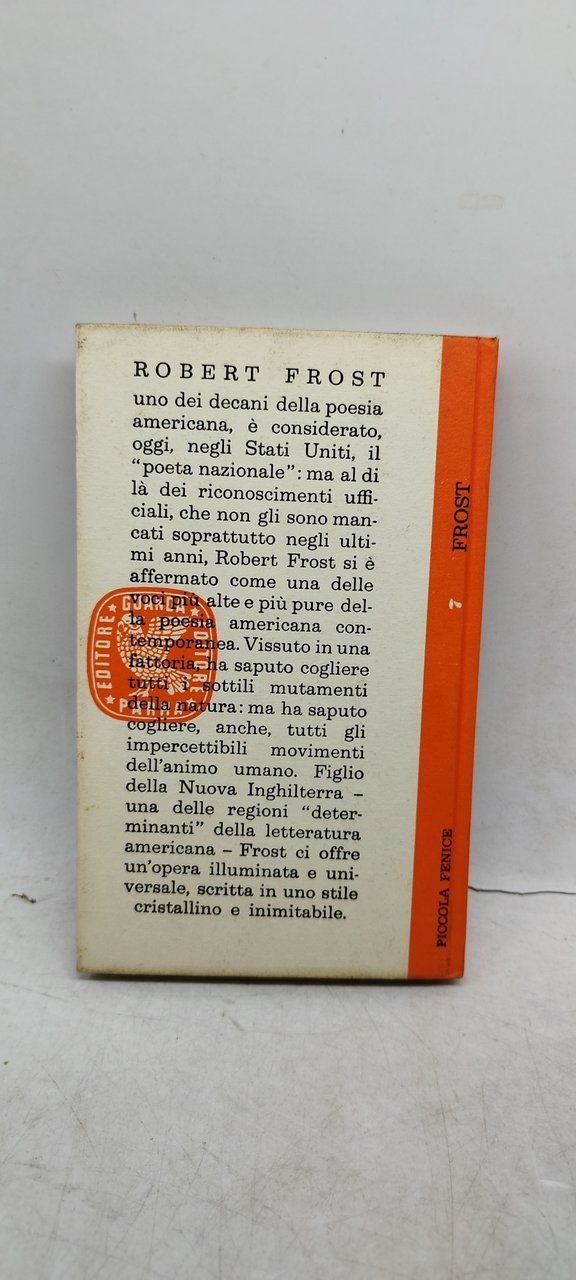 ROBERT FROST
uno dei decani della poesia
americana, è considerato,
oggi, negli Stati Uniti, il
“poeta nazionale”: ma al di
là dei riconoscimenti uffi-
ciali, che non gli sono man-
cati soprattutto negli ulti-
mi anni, Robert Frost si è
affermato come una delle
voci più alte e più pure del-
la poesia americana con-
temporanea. Vissuto in una
fattoria, ha saputo cogliere
tutti i sottili mutamenti
della natura: ma ha saputo
cogliere, anche, tutti gli
impercettibili movimenti
dell’animo umano. Figlio
della Nuova Inghilterra –
una delle regioni “deter-
minanti” della letteratura
americana – Frost ci offre
un’opera illuminata e uni-
versale, scritta in uno stile
cristallino e inimitabile.
EDITORE
GUANDA
EDITORE
PARMA
FROST
7
PICCOLA FENICE